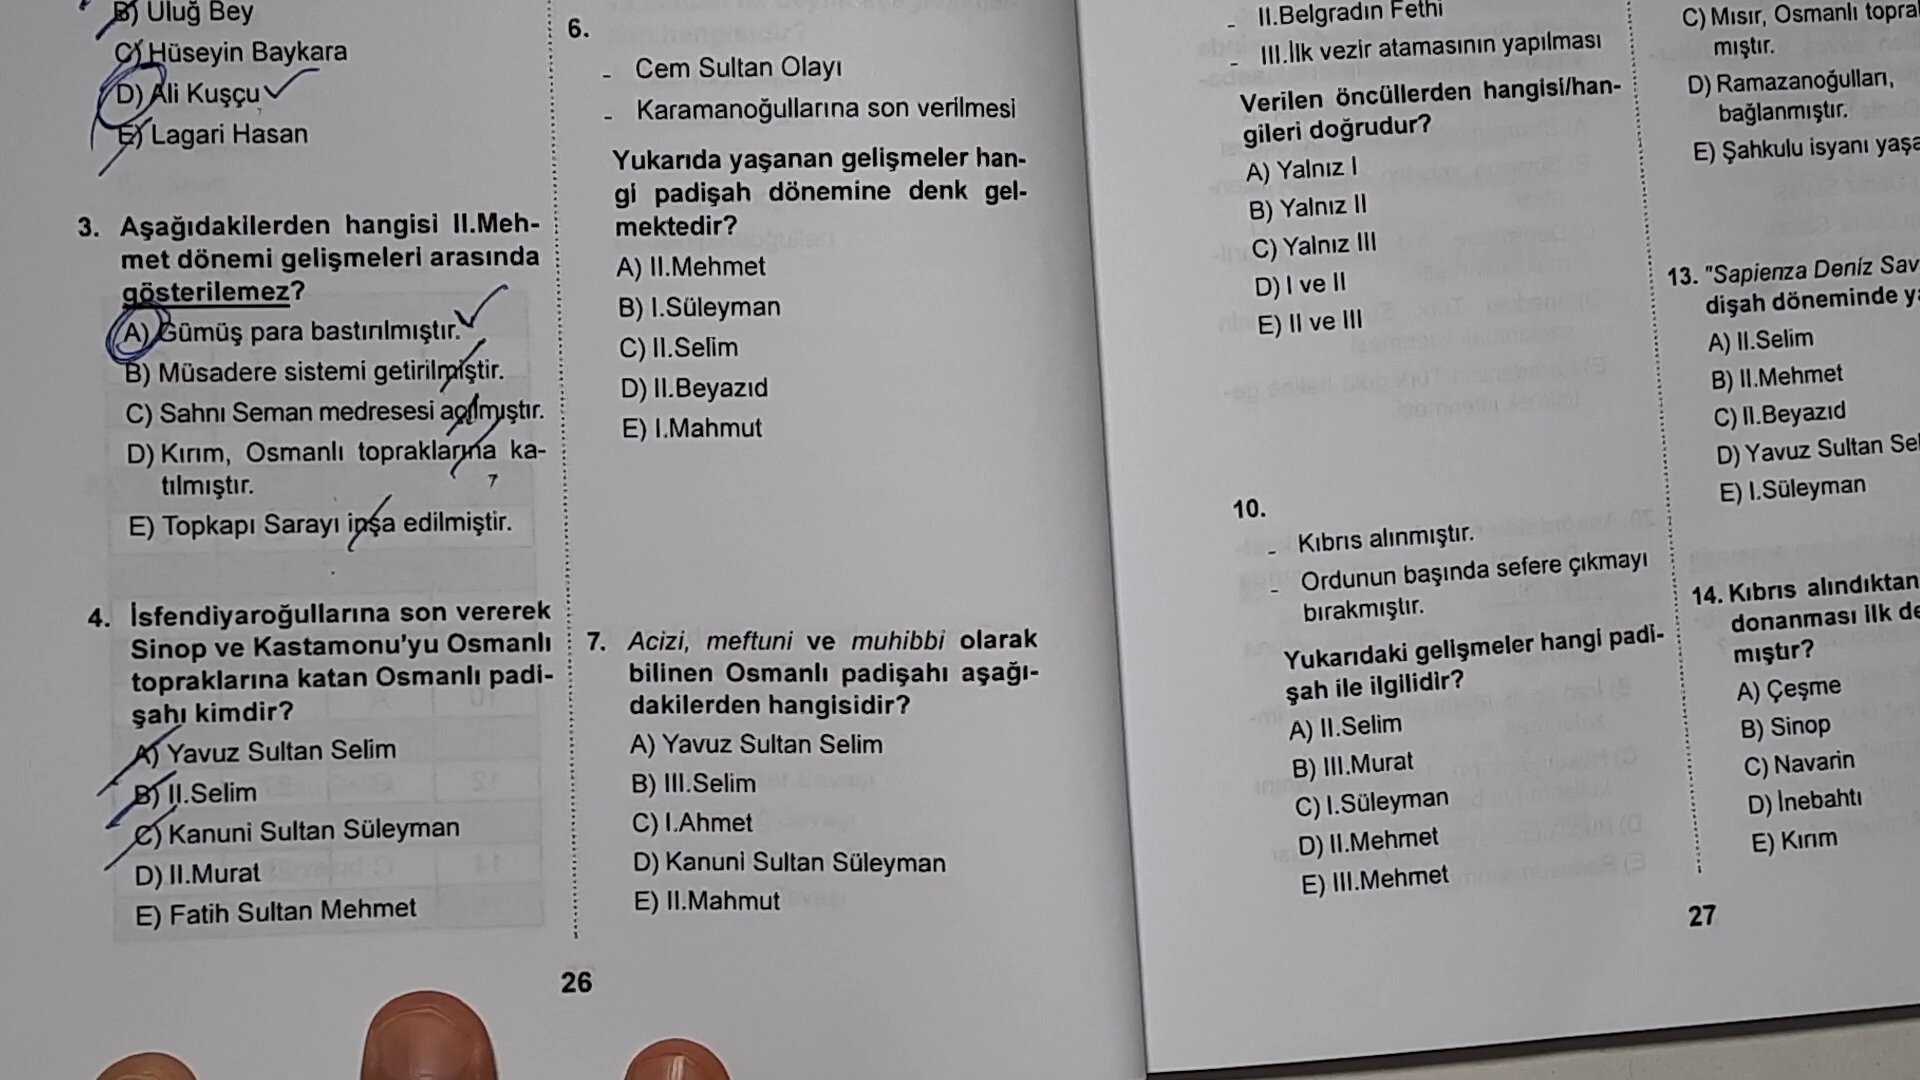 B) Uluğ Bey
C) Hüseyin Baykara
D) Ali Kuşçu
E) Lagari Hasan
3. Aşağıdakilerden hangisi II.Meh-
met dönemi gelişmeleri arasında
gösterilemez?
A) Gümüş para bastırılmıştır.
B) Müsadere sistemi getirilmiştir.
C) Sahnı Seman medresesi açılmıştır.
D) Kırım, Osmanlı topraklarına ka-
tılmıştır.
E) Topkapı Sarayı inşa edilmiştir.
4. İsfendiyaroğullarına son vererek
Sinop ve Kastamonu'yu Osmanlı
topraklarına katan Osmanlı padi-
şahı kimdir?
A) Yavuz Sultan Selim
B) II.Selim
C) Kanuni Sultan Süleyman
D) II.Murat
E) Fatih Sultan Mehmet
6.
- Cem Sultan Olayı
- Karamanoğullarına son verilmesi
Yukarıda yaşanan gelişmeler han-
gi padişah dönemine denk gel-
mektedir?
A) II.Mehmet
B) I.Süleyman
C) II.Selim
D) II.Beyazıd
E) I.Mahmut
7. Acizi, meftuni ve muhibbi olarak
bilinen Osmanlı padişahı aşağı-
dakilerden hangisidir?
A) Yavuz Sultan Selim
B) III.Selim
C) I.Ahmet
D) Kanuni Sultan Süleyman
E) II.Mahmut
26
- II.Belgradın Fethi
- III.İlk vezir atamasının yapılması
Verilen öncüllerden hangisi/han-
gileri doğrudur?
A) Yalnız I
B) Yalnız II
C) Yalnız III
D) I ve II
E) II ve III
10.
- Kıbrıs alınmıştır.
- Ordunun başında sefere çıkmayı
bırakmıştır.
Yukarıdaki gelişmeler hangi padi-
şah ile ilgilidir?
A) II.Selim
B) III.Murat
C) I.Süleyman
D) II.Mehmet
E) III.Mehmet
C) Mısır, Osmanlı topra
mıştır.
D) Ramazanoğulları,
bağlanmıştır.
E) Şahkulu isyanı yaşa
13. "Sapienza Deniz Sav
dişah döneminde ya
A) II.Selim
B) II.Mehmet
C) II.Beyazıd
D) Yavuz Sultan Sel
E) I.Süleyman
14. Kıbrıs alındıktan
donanması ilk de
mıştır?
A) Çeşme
B) Sinop
C) Navarin
D) İnebahtı
E) Kırım
27